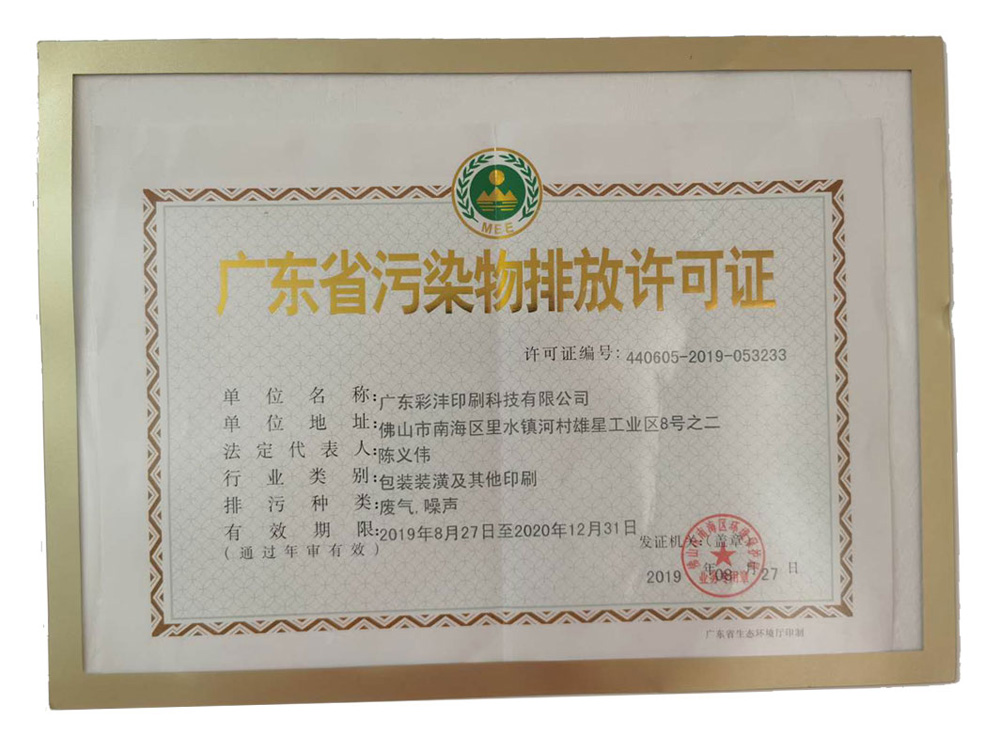 MEE
广东省污染物排放许可证
许可证编号：440605-2019-053233
单位名称：广东彩沣印刷科技有限公司
单位地址：佛山市南海区里水镇河村雄星工业区8号之二
法定代表人：陈义伟
行业类别：包装装潢及其他印刷
排污种类：废气,噪声
有效期限：2019年8月27日至2020年12月31日
(通过年审有效)
发证机关：(盖章)
2019年08月27日
广东省生态环境厅印制